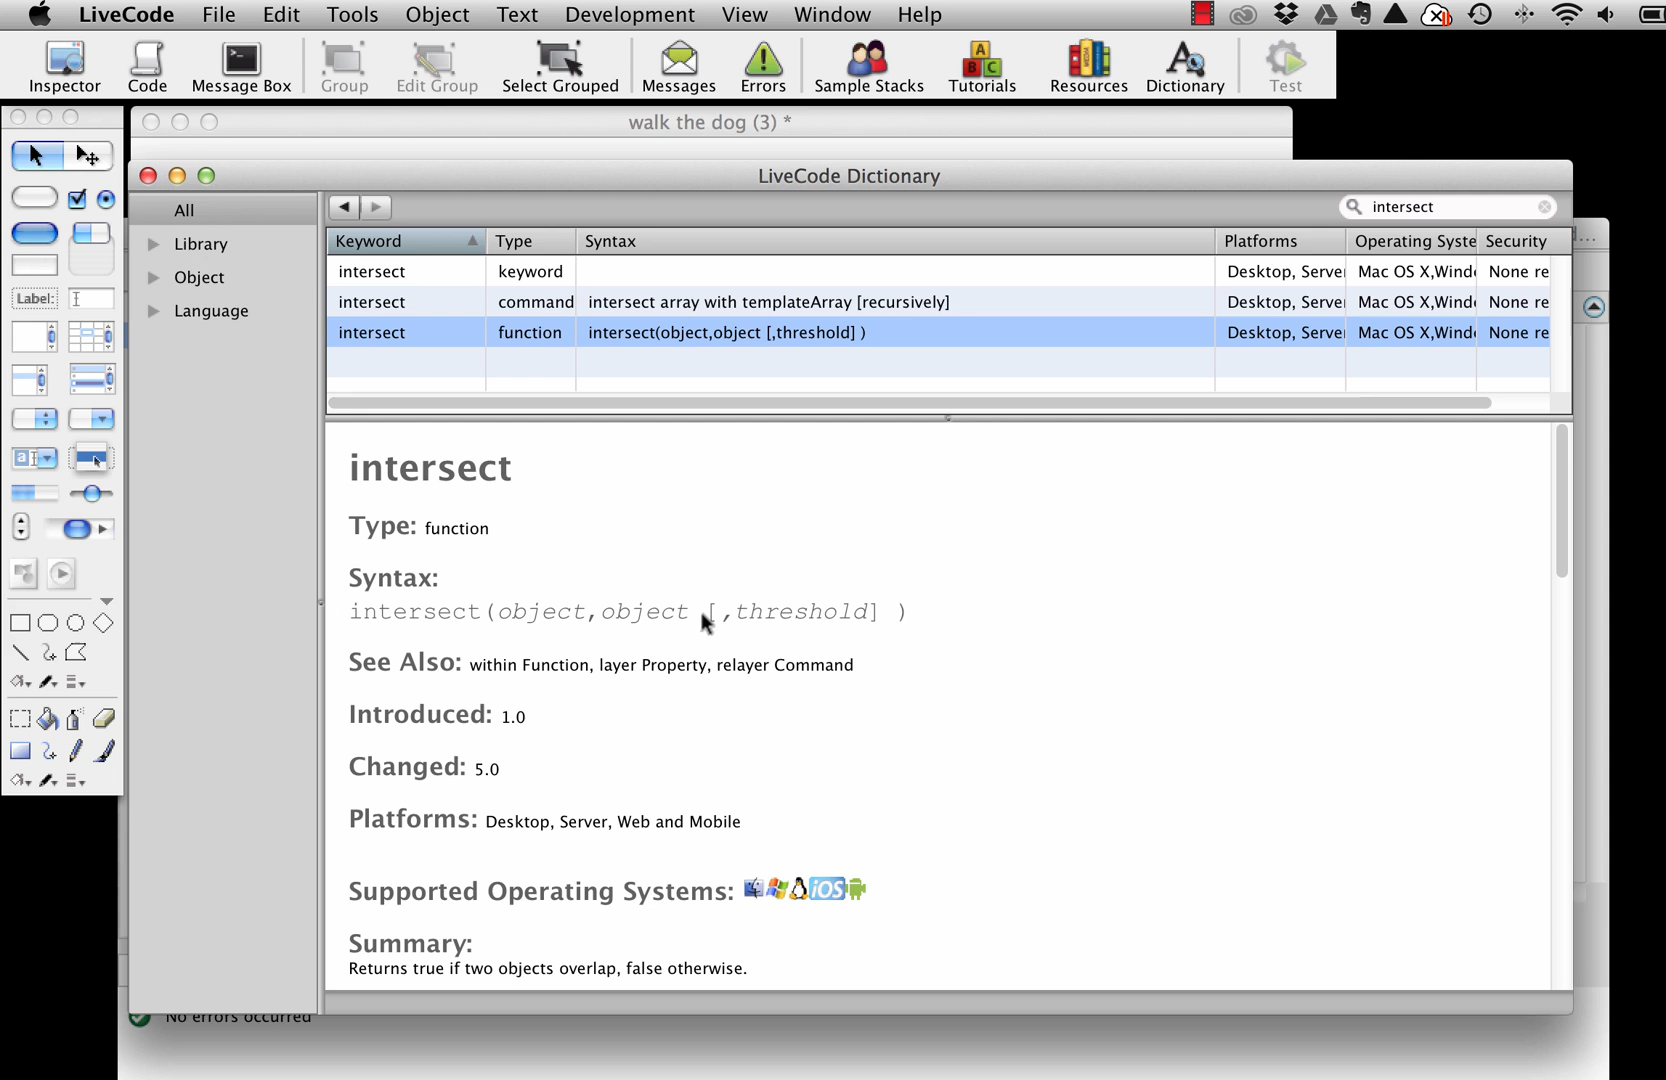 LiveCode File Edit Tools Object Text Development View Window Help
Inspector Code Message Box Group Edit Group Select Grouped Messages Errors Sample Stacks Tutorials Resources Dictionary Test
walk the dog (3) *
LiveCode Dictionary
All
intersect
Library
Object
Language
Label:
Keyword Type Syntax Platforms Operating Syste Security
intersect keyword Desktop, Server Mac OS X,Wind None re
intersect command intersect array with templateArray [recursively] Desktop, Serve Mac OS X,Wind None re
intersect function intersect(object,object [,threshold] ) Desktop, Serve Mac OS X,Wind None re
intersect
Type: function
Syntax:
intersect(object,object [,threshold] )
See Also: within Function, layer Property, relayer Command
Introduced: 1.0
Changed: 5.0
Platforms: Desktop, Server, Web and Mobile
Supported Operating Systems: iOS
Summary:
Returns true if two objects overlap, false otherwise.
No errors occurred